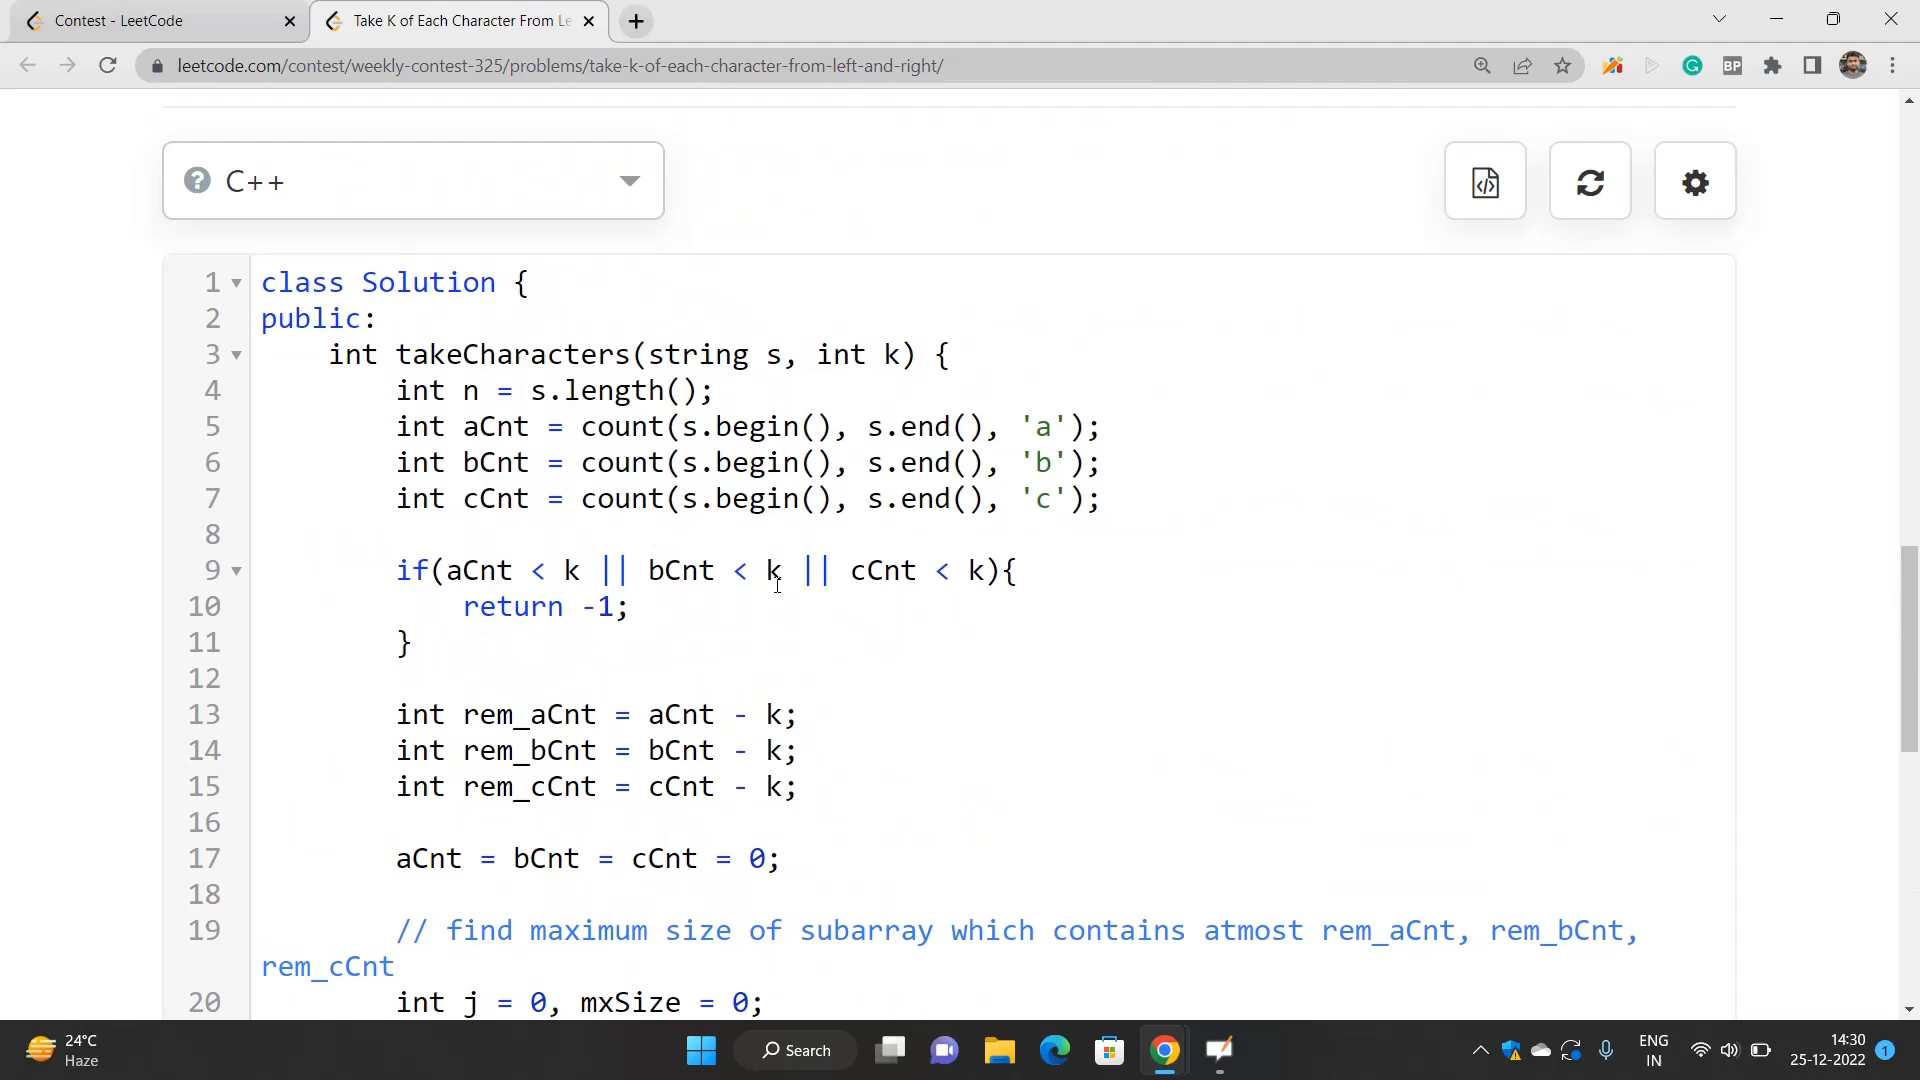 Contest - LeetCode
Take K of Each Character From Le
leetcode.com/contest/weekly-contest-325/problems/take-k-of-each-character-from-left-and-right/
BP
C++
1 class Solution {
2 public:
3 int takeCharacters(string s, int k) {
4 int n = s.length();
5 int aCnt = count(s.begin(), s.end(), 'a');
6 int bCnt = count(s.begin(), s.end(), 'b');
7 int cCnt = count(s.begin(), s.end(), 'c');
8
9 if(aCnt < k || bCnt < k || cCnt < k){
10 return -1;
11 }
12
13 int rem_aCnt = aCnt - k;
14 int rem_bCnt = bCnt - k;
15 int rem_cCnt = cCnt - k;
16
17 aCnt = bCnt = cCnt = 0;
18
19 // find maximum size of subarray which contains atmost rem_aCnt, rem_bCnt,
rem_cCnt
20 int j = 0, mxSize = 0;
24°C
Haze
Search
ENG
IN
14:30
25-12-2022
1